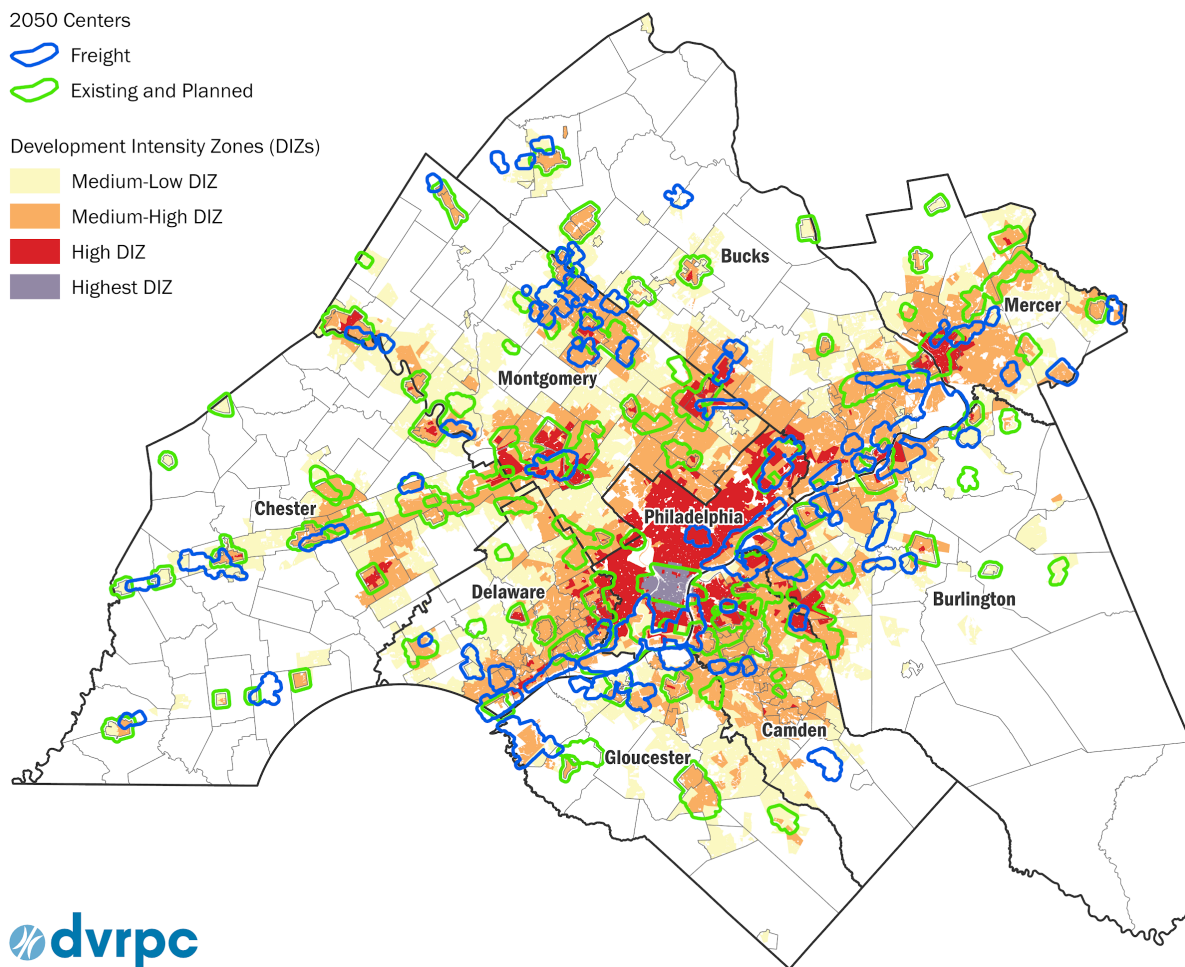 2050 Centers
Freight
Existing and Planned
Development Intensity Zones (DIZs)
Medium-Low DIZ
Medium-High DIZ
High DIZ
Highest DIZ
Bucks
Mercer
Montgomery
Chester
Philadelphia
Delaware
Burlington
Camden
Gloucester
dvrpc